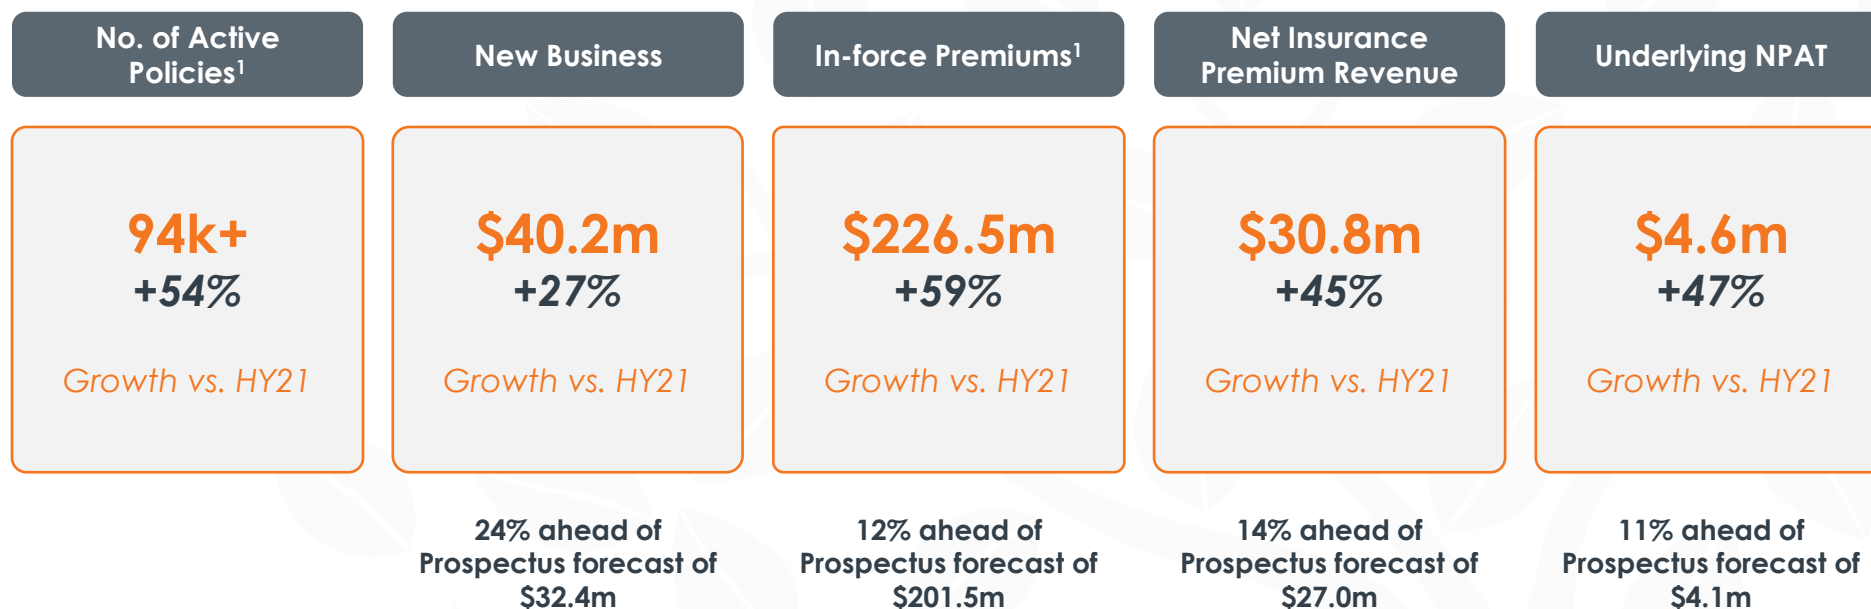 No. of Active
Policies¹
94k+
+54%
Growth vs. HY21
New Business
$40.2m
+27%
Growth vs. HY21
24% ahead of
Prospectus forecast of
$32.4m
In-force Premiums¹
$226.5m
+59%
Growth vs. HY21
12% ahead of
Prospectus forecast of
$201.5m
Net Insurance
Premium Revenue
$30.8m
+45%
Growth vs. HY21
14% ahead of
Prospectus forecast of
$27.0m
Underlying NPAT
$4.6m
+47%
Growth vs. HY21
11% ahead of
Prospectus forecast of
$4.1m